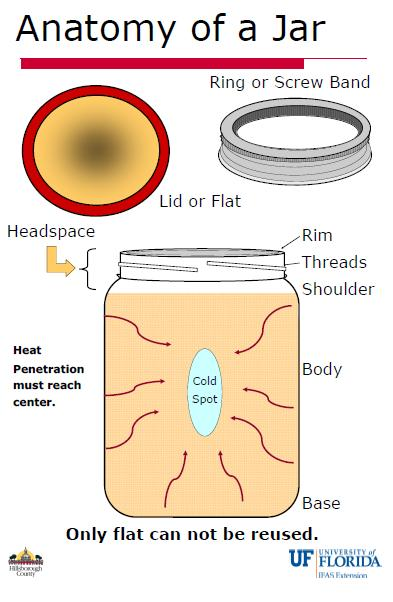 Anatomy of a Jar
Ring or Screw Band
Lid or Flat
Headspace
Rim
Threads
Shoulder
Heat
Penetration
must reach
center.
Cold
Spot
Body
Base
Only flat can not be reused.
Hillsborough
County
UF UNIVERSITY of
FLORIDA
IFAS Extension